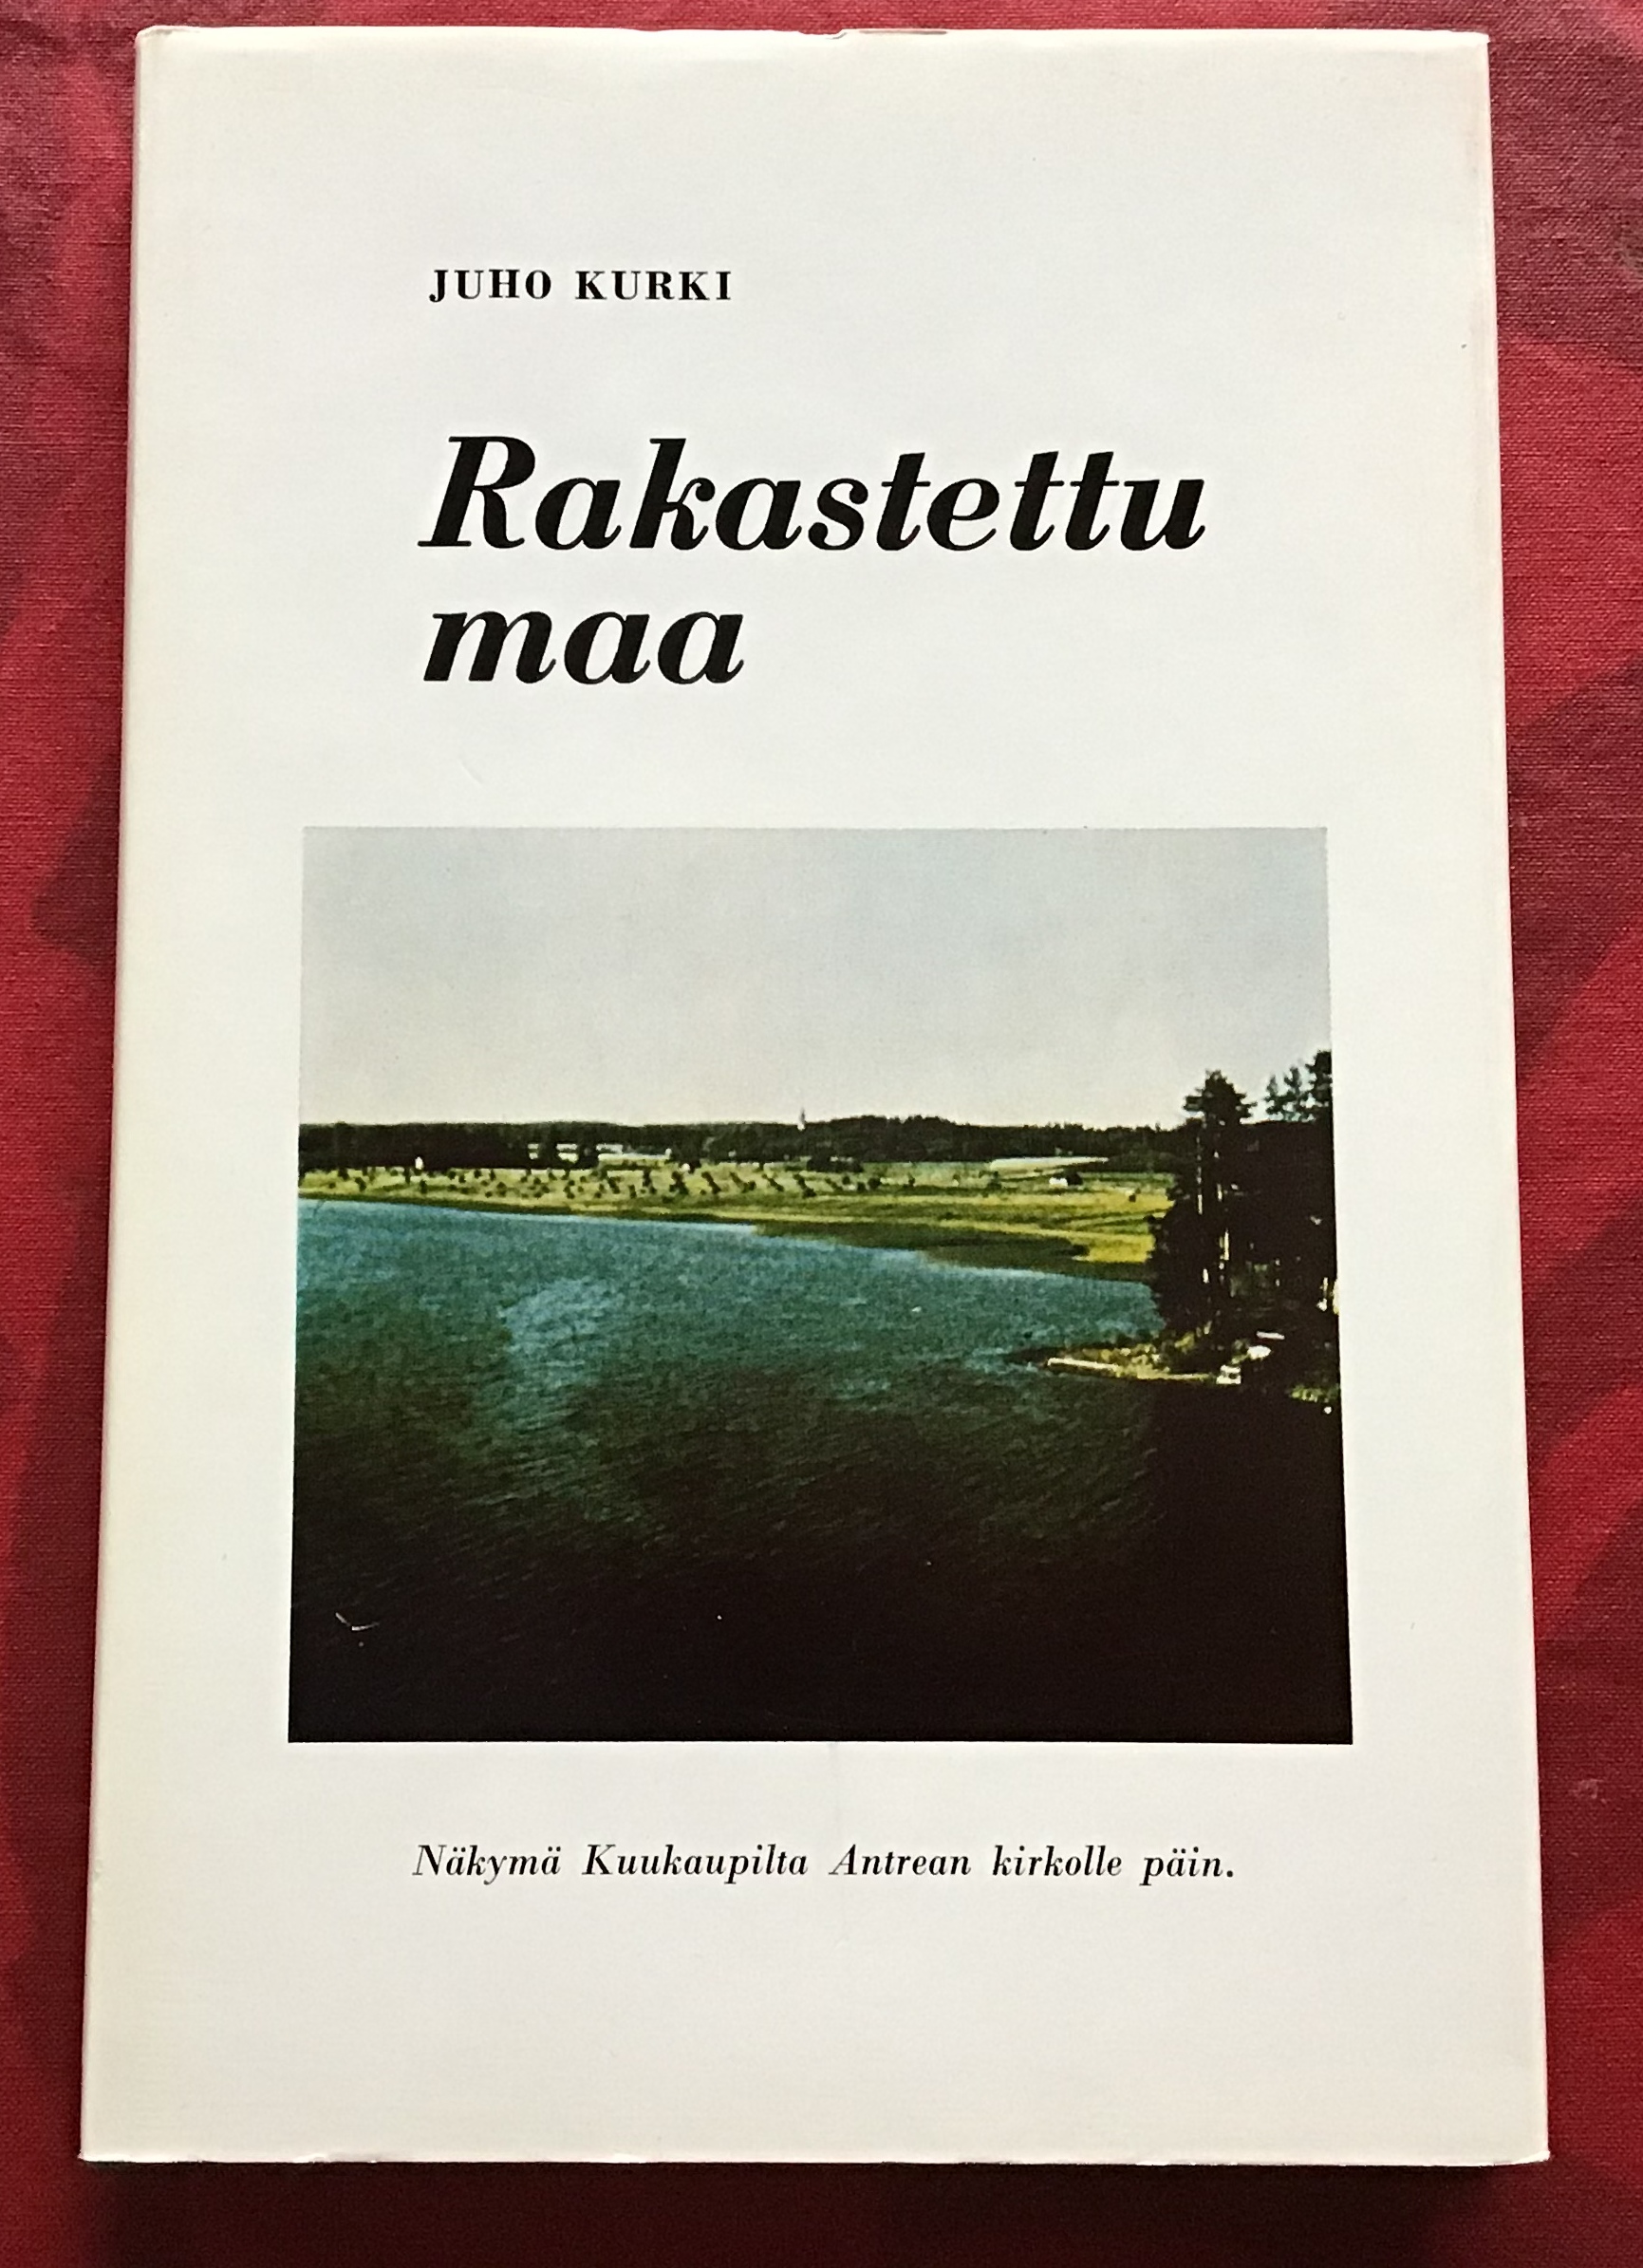 JUHO KURKI
Rakastettu
maa
Näkymä Kuukaupilta Antrean kirkolle päin.